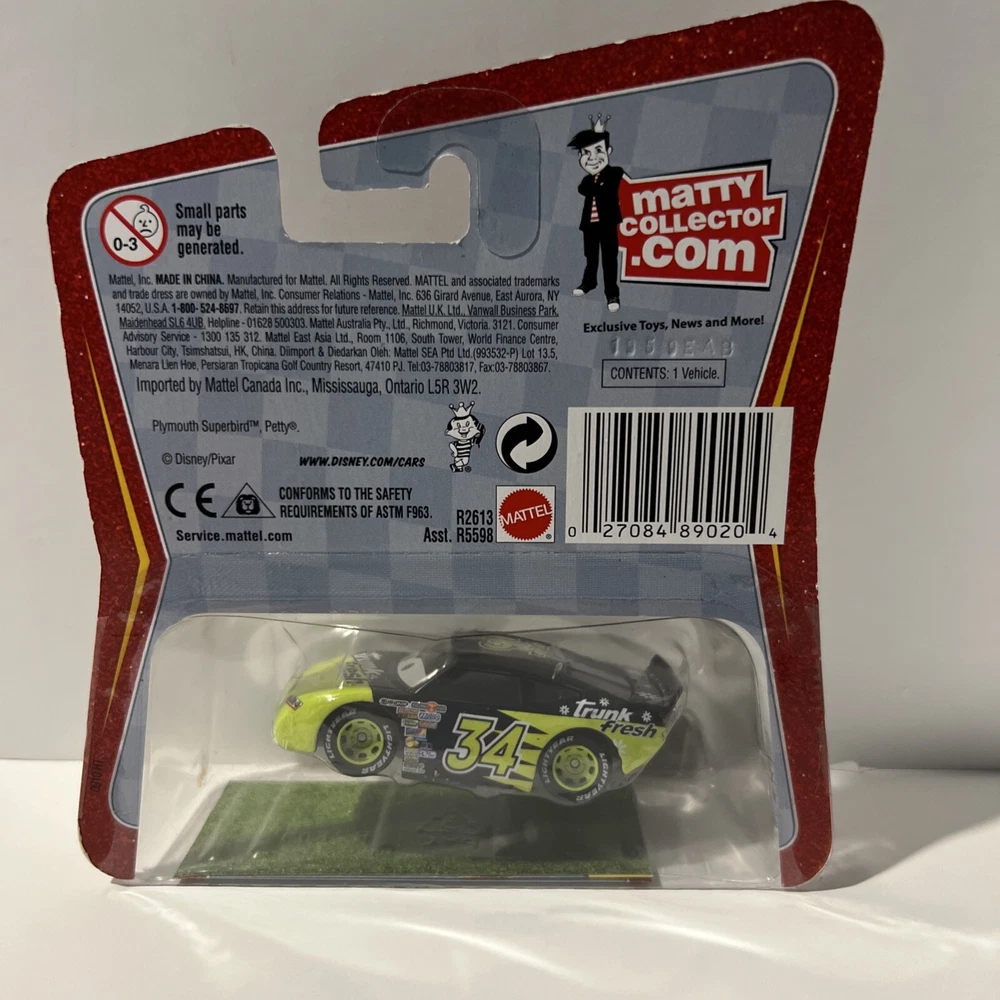 0-3
Small parts
may be
generated.
Mattel, Inc. MADE IN CHINA. Manufactured for Mattel. All Rights Reserved. MATTEL and associated trademarks
and trade dress are owned by Mattel, Inc. Consumer Relations - Mattel, Inc. 636 Girard Avenue, East Aurora, NY
14052, U.S.A. 1-800-524-8697. Retain this address for future reference. Mattel U.K. Ltd., Vanwall Business Park,
Maidenhead SL6 4UB. Helpline - 01628 500303. Mattel Australia Pty., Ltd., Richmond, Victoria. 3121. Consumer
Advisory Service - 1300 135 312. Mattel East Asia Ltd., Room 1106, South Tower, World Finance Centre,
Harbour City, Tsimshatsui, HK, China. Diimport & Diedarkan Oleh: Mattel SEA Ptd Ltd.(993532-P) Lot 13.5,
Menara Lien Hoe, Persiaran Tropicana Golf Country Resort, 47410 PJ. Tel:03-78803817, Fax:03-78803867.
Imported by Mattel Canada Inc., Mississauga, Ontario L5R 3W2.
maTTY
COLLECTOR
.com
Exclusive Toys, News and More!
CONTENTS: 1 Vehicle.
Plymouth Superbird™, Petty®.
© Disney/Pixar
WWW.DISNEY.COM/CARS
CE
CONFORMS TO THE SAFETY
REQUIREMENTS OF ASTM F963.
Service.mattel.com
R2613
Asst. R5598
MATTEL
®
0 27084 89020 4
Trunk
Fresh
34
LIGHTYEAR
LIGHTYEAR
LIGHTYEAR
LIGHTYEAR